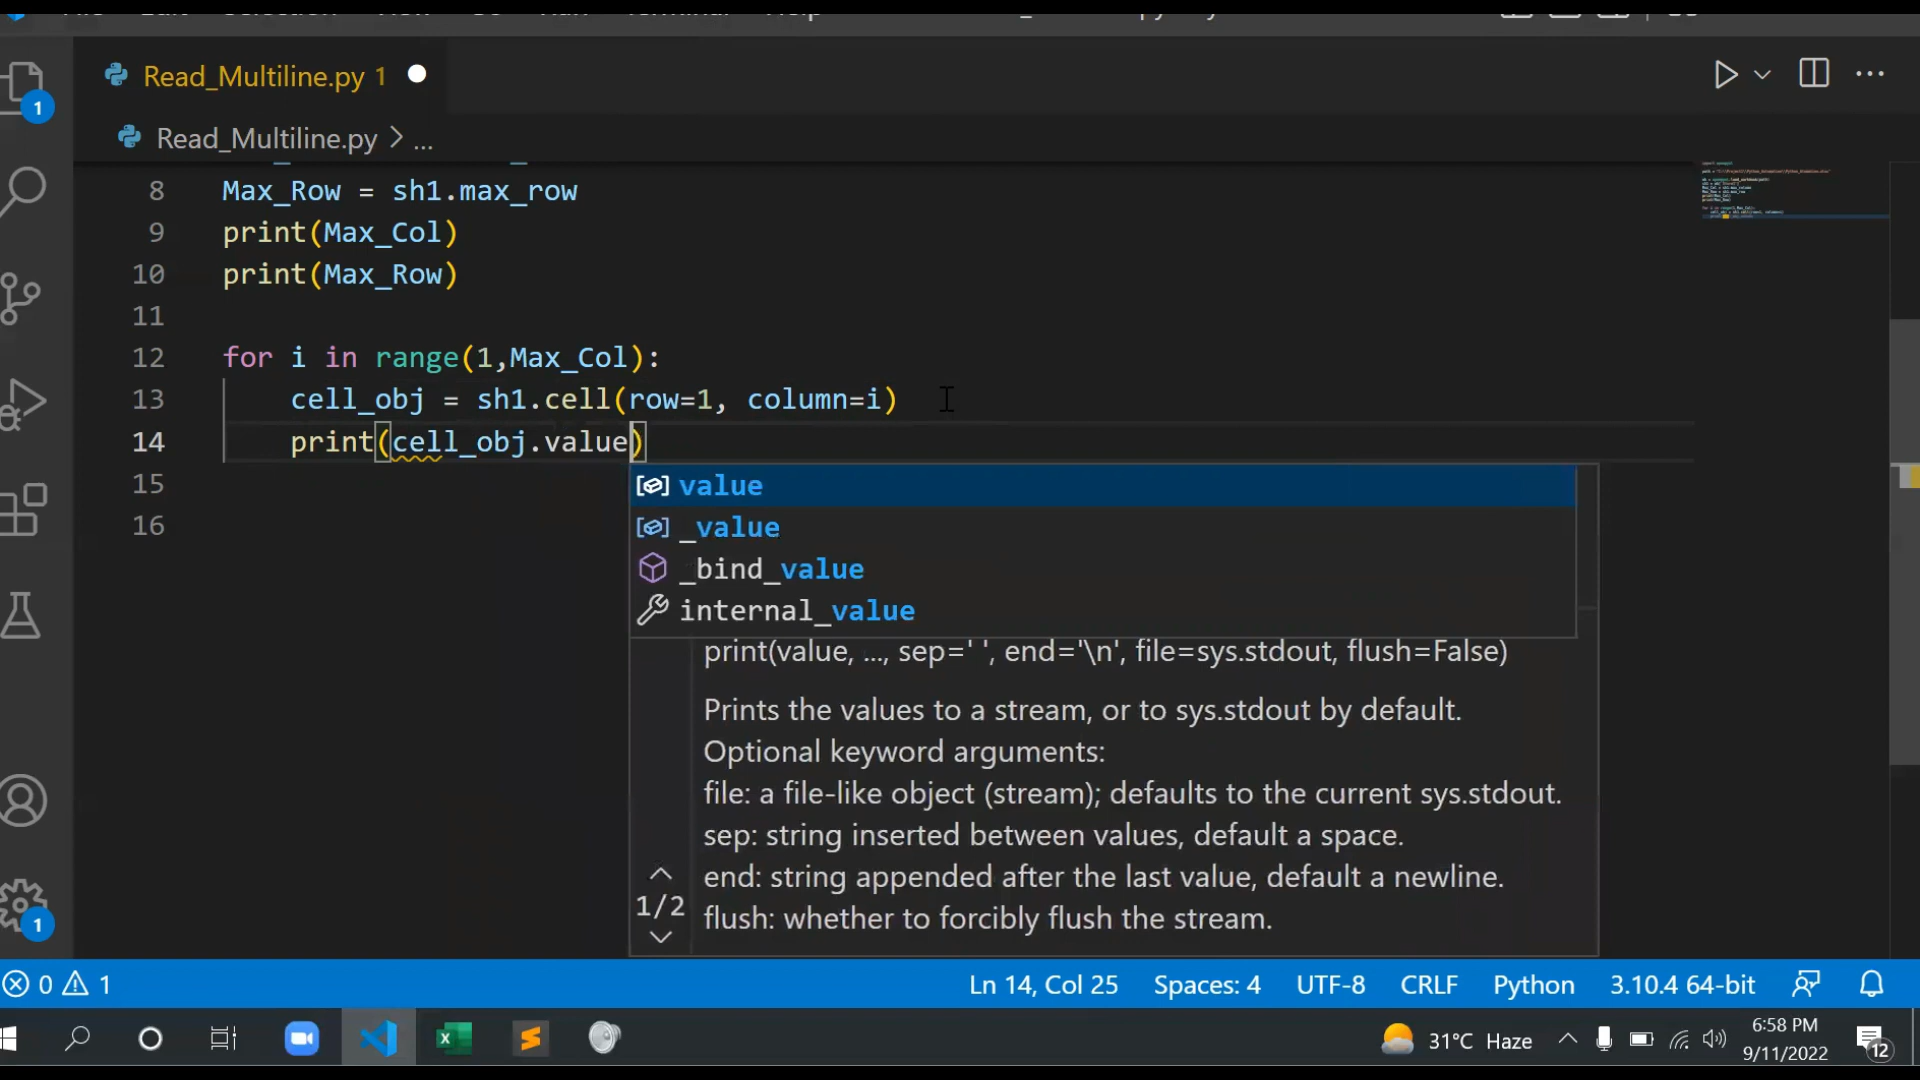 Read_Multiline.py 1
Read_Multiline.py > ...
8 Max_Row = sh1.max_row
9 print(Max_Col)
10 print(Max_Row)
11
12 for i in range(1,Max_Col):
13 cell_obj = sh1.cell(row=1, column=i)
14 print(cell_obj.value)
15
16
value
_value
_bind_value
internal_value
print(value, ..., sep=' ', end='\n', file=sys.stdout, flush=False)
Prints the values to a stream, or to sys.stdout by default.
Optional keyword arguments:
file: a file-like object (stream); defaults to the current sys.stdout.
sep: string inserted between values, default a space.
end: string appended after the last value, default a newline.
1/2
flush: whether to forcibly flush the stream.
1
1
0 1 Ln 14, Col 25 Spaces: 4 UTF-8 CRLF Python 3.10.4 64-bit
31°C Haze 6:58 PM
9/11/2022
12